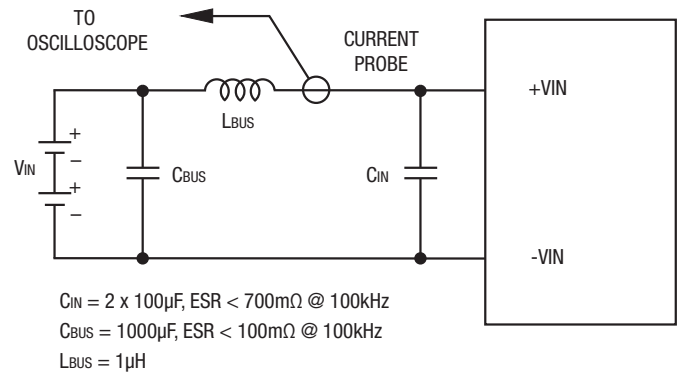 TO
OSCILLOSCOPE
CURRENT
PROBE
+VIN
LBUS
+
−
VIN
+
−
CBUS
CIN
-VIN
CIN = 2 x 100µF, ESR < 700mΩ @ 100kHz
CBUS = 1000µF, ESR < 100mΩ @ 100kHz
LBUS = 1µH